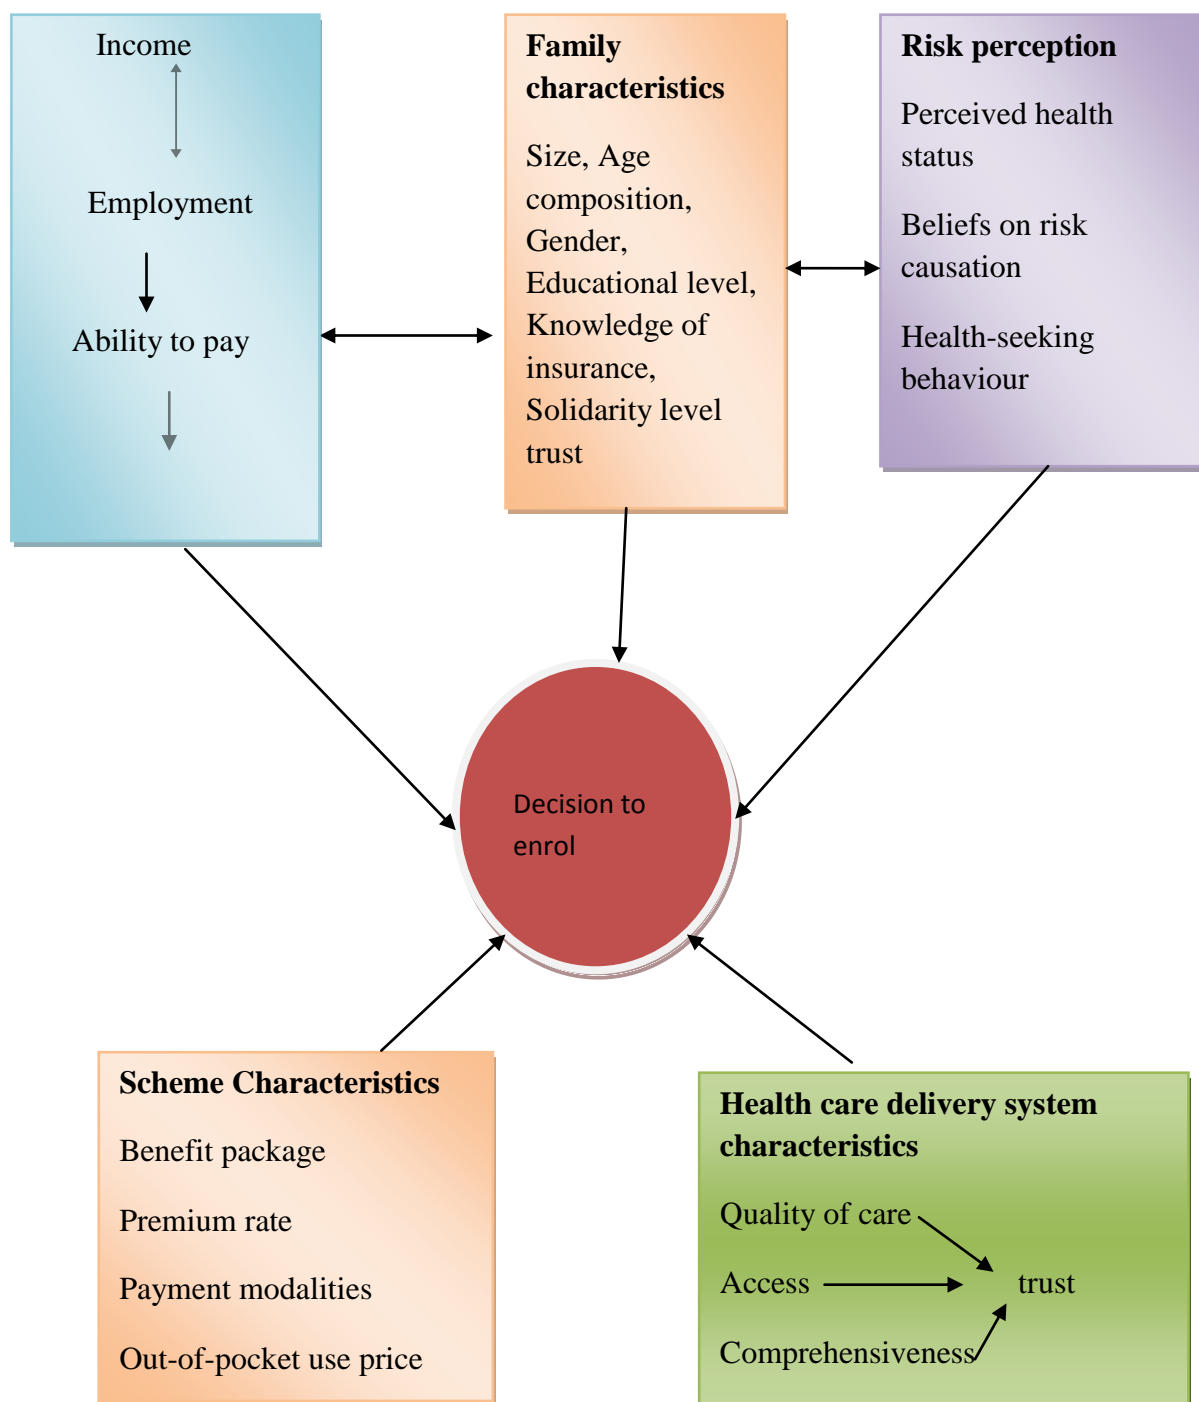 Income
Employment
Ability to pay
Family
characteristics
Size, Age
composition,
Gender,
Educational level,
Knowledge of
insurance,
Solidarity level
trust
Risk perception
Perceived health
status
Beliefs on risk
causation
Health-seeking
behaviour
Decision to
enrol
Scheme Characteristics
Benefit package
Premium rate
Payment modalities
Out-of-pocket use price
Health care delivery system
characteristics
Quality of care
Access
trust
Comprehensiveness